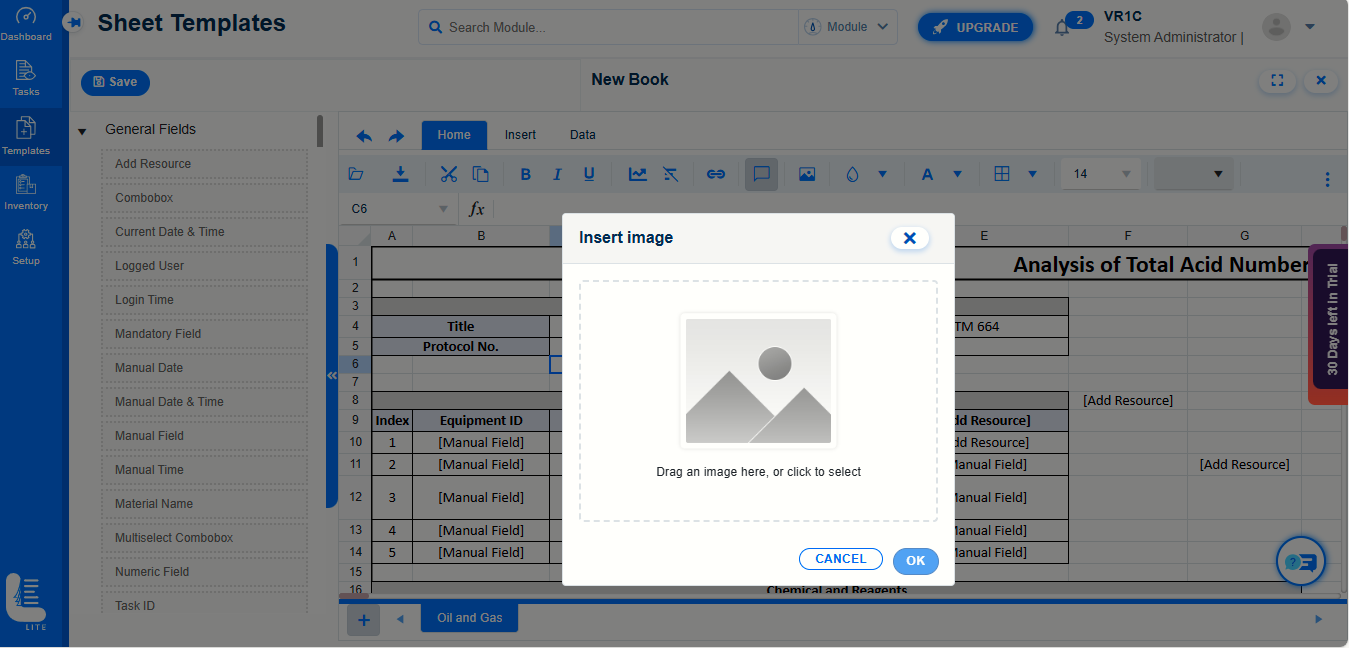 Dashboard
Tasks
Templates
Inventory
Setup
LITE
Sheet Templates
Search Module...
Module
UPGRADE
2
VR1C
System Administrator |
Save
New Book
General Fields
Add Resource
Combobox
Current Date & Time
Logged User
Login Time
Mandatory Field
Manual Date
Manual Date & Time
Manual Field
Manual Time
Material Name
Multiselect Combobox
Numeric Field
Task ID
Home Insert Data
B I U A 14
C6 fx
A B E F G
1 Analysis of Total Acid Number
2
3
4 Title TM 664
5 Protocol No.
6
7
8 [Add Resource]
9 Index Equipment ID dd Resource]
10 1 [Manual Field] dd Resource]
11 2 [Manual Field] Manual Field] [Add Resource]
12 3 [Manual Field] Manual Field]
13 4 [Manual Field] Manual Field]
14 5 [Manual Field] Manual Field]
15
16 Chemical and Reagents
Insert image
Drag an image here, or click to select
CANCEL OK
30 Days left in Trial
Oil and Gas